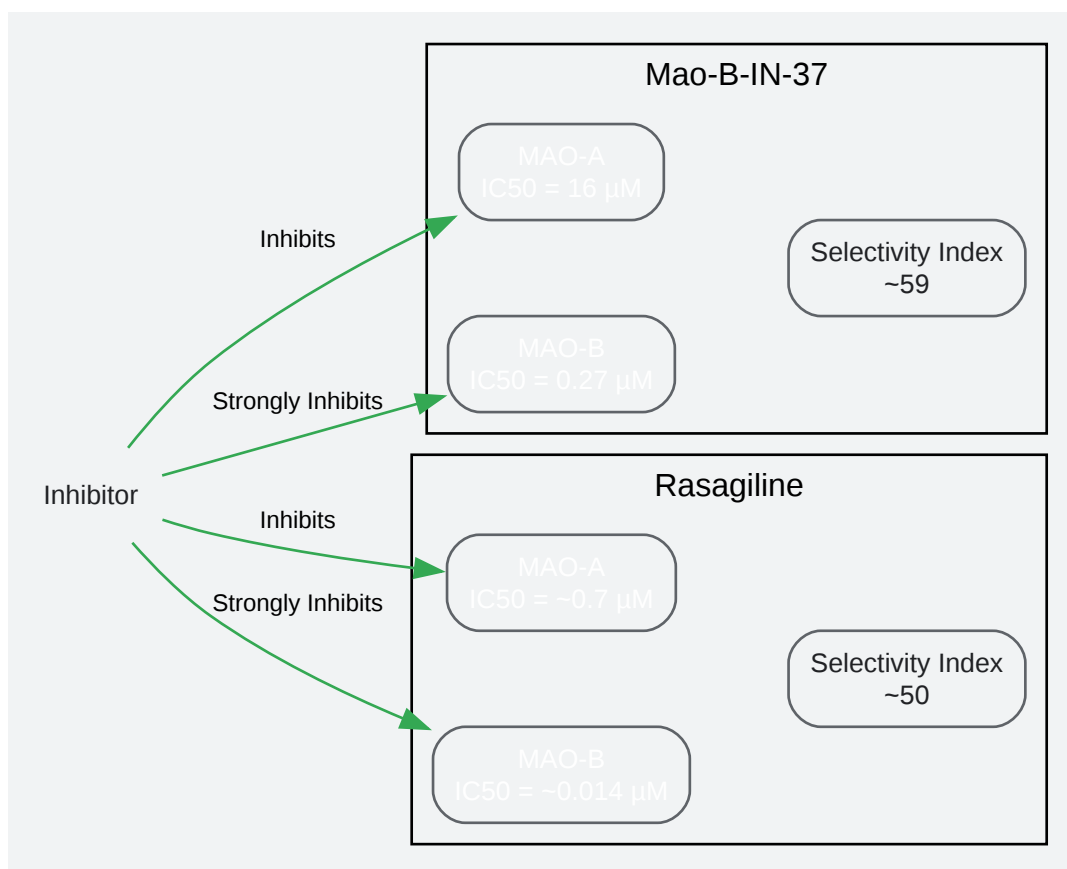 Mao-B-IN-37
MAO-A
IC50 = 16 µM
Inhibits
Selectivity Index
~59
MAO-B
IC50 = 0.27 µM
Strongly Inhibits
Inhibitor
Rasagiline
Inhibits
MAO-A
IC50 = ~0.7 µM
Strongly Inhibits
Selectivity Index
~50
MAO-B
IC50 = ~0.014 µM